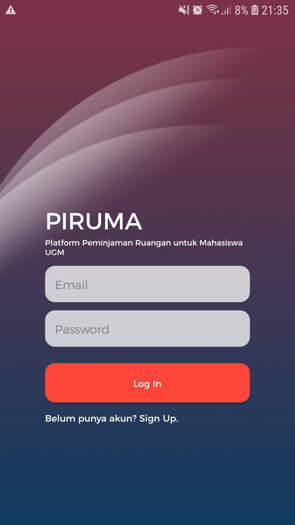 8% 21:35
PIRUMA
Platform Peminjaman Ruangan untuk Mahasiswa
UGM
Email
Password
Log In
Belum punya akun? Sign Up.